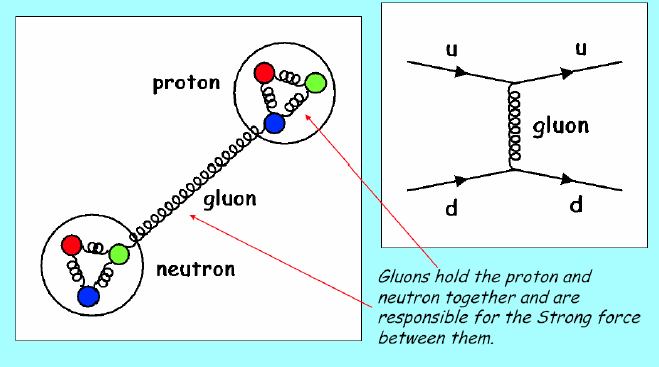 proton
gluon
neutron
u
u
gluon
d
d
Gluons hold the proton and
neutron together and are
responsible for the Strong force
between them.